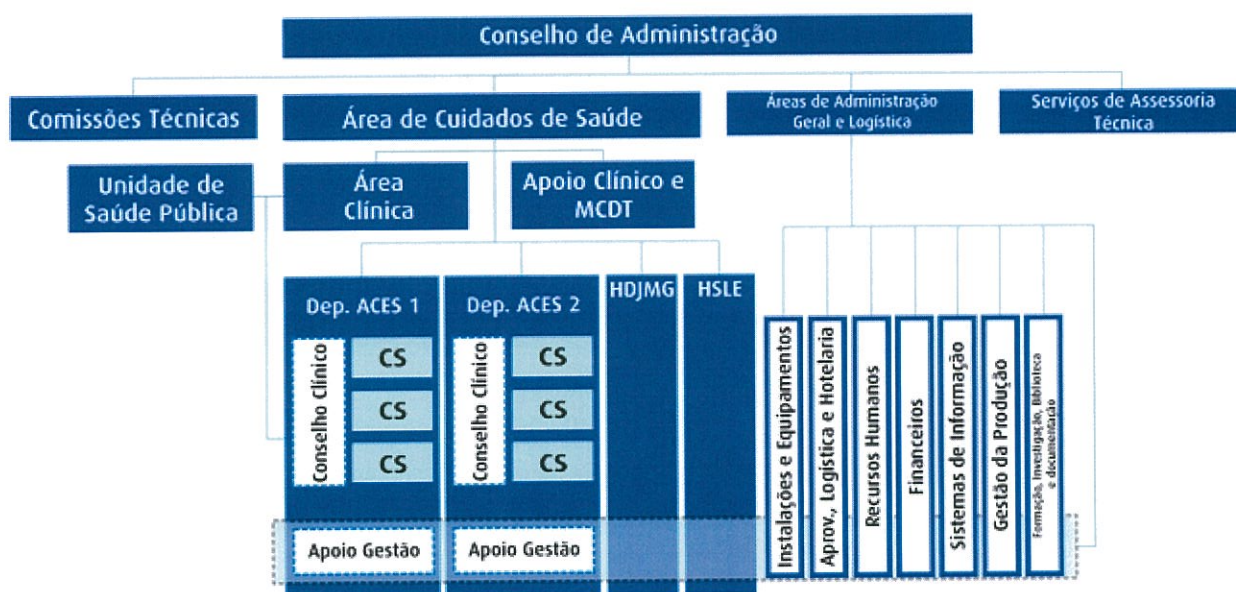 Conselho de Administração
Comissões Técnicas
Área de Cuidados de Saúde
Áreas de Administração
Geral e Logística
Serviços de Assessoria
Técnica
Unidade de
Saúde Pública
Área
Clínica
Apoio Clínico e
MCDT
Dep. ACES 1
Conselho Clínico
CS
CS
CS
Apoio Gestão
Dep. ACES 2
Conselho Clínico
CS
CS
CS
Apoio Gestão
HDJMG
HSLE
Instalações e Equipamentos
Aprov., Logística e Hotelaria
Recursos Humanos
Financeiros
Sistemas de Informação
Gestão da Produção
Formação, Investigação, Biblioteca
e documentação